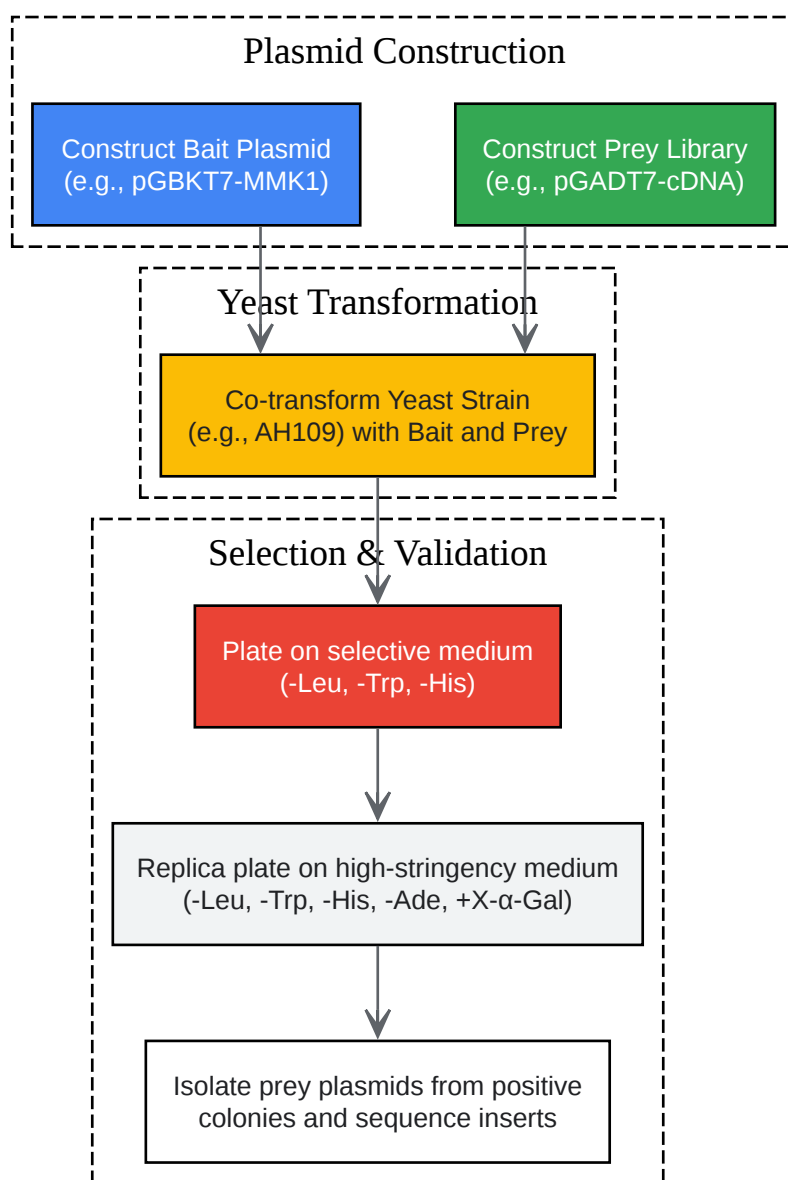 Plasmid Construction
Construct Bait Plasmid
(e.g., pGBKT7-MMK1)
Construct Prey Library
(e.g., pGADT7-cDNA)
Yeast Transformation
Co-transform Yeast Strain
(e.g., AH109) with Bait and Prey
Selection & Validation
Plate on selective medium
(-Leu, -Trp, -His)
Replica plate on high-stringency medium
(-Leu, -Trp, -His, -Ade, +X-α-Gal)
Isolate prey plasmids from positive
colonies and sequence inserts